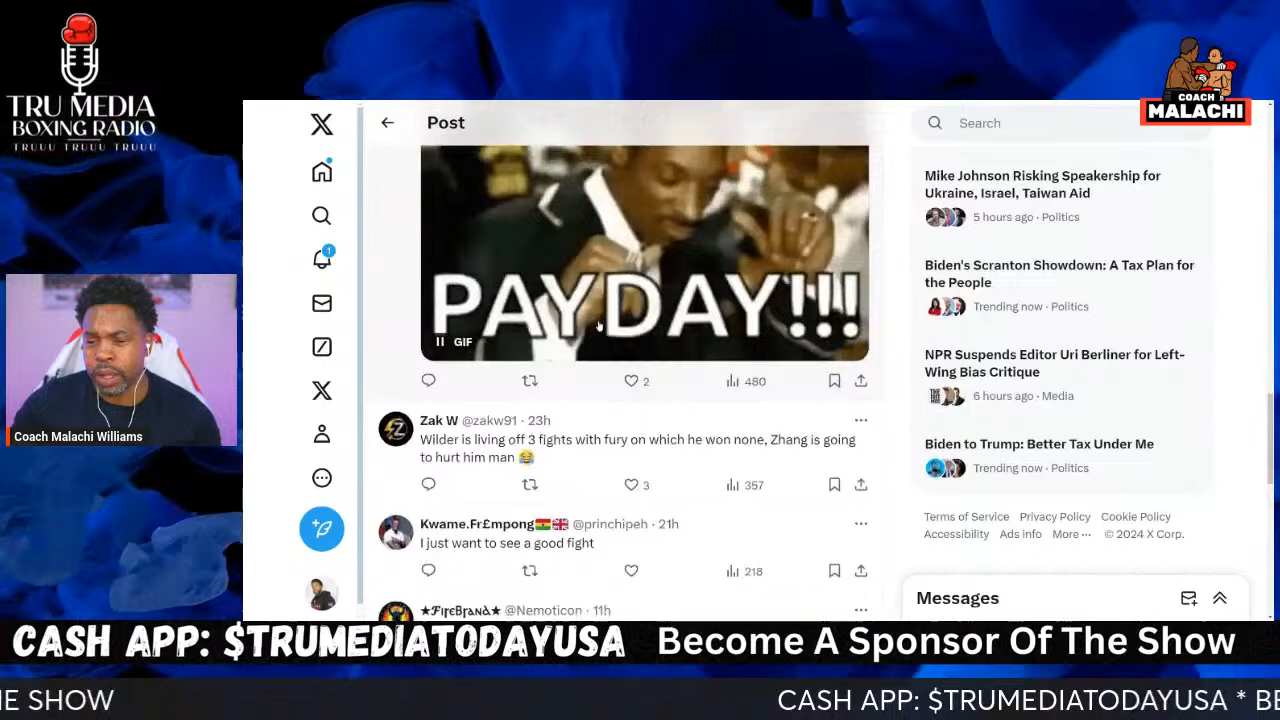 TRU MEDIA
BOXING RADIO
TRUUU TRUUU TRUUU
COACH
MALACHI
Post
Search
PAYDAY!!!
GIF
2
480
Zak W @zakw91 · 23h
Wilder is living off 3 fights with fury on which he won none, Zhang is going
to hurt him man 😂
3
357
Kwame.Fr£mpong🇬🇭🇬🇧 @princhipeh · 21h
I just want to see a good fight
218
★ℱιɾҽBɾαɴԃ★ @Nemoticon · 11h
1
Mike Johnson Risking Speakership for
Ukraine, Israel, Taiwan Aid
5 hours ago · Politics
Biden's Scranton Showdown: A Tax Plan for
the People
Trending now · Politics
NPR Suspends Editor Uri Berliner for Left-
Wing Bias Critique
6 hours ago · Media
Biden to Trump: Better Tax Under Me
Trending now · Politics
Terms of Service Privacy Policy Cookie Policy
Accessibility Ads info More ··· © 2024 X Corp.
Messages
Coach Malachi Williams
CASH APP: $TRUMEDIATODAYUSA Become A Sponsor Of The Show
HE SHOW CASH APP: $TRUMEDIATODAYUSA * BE